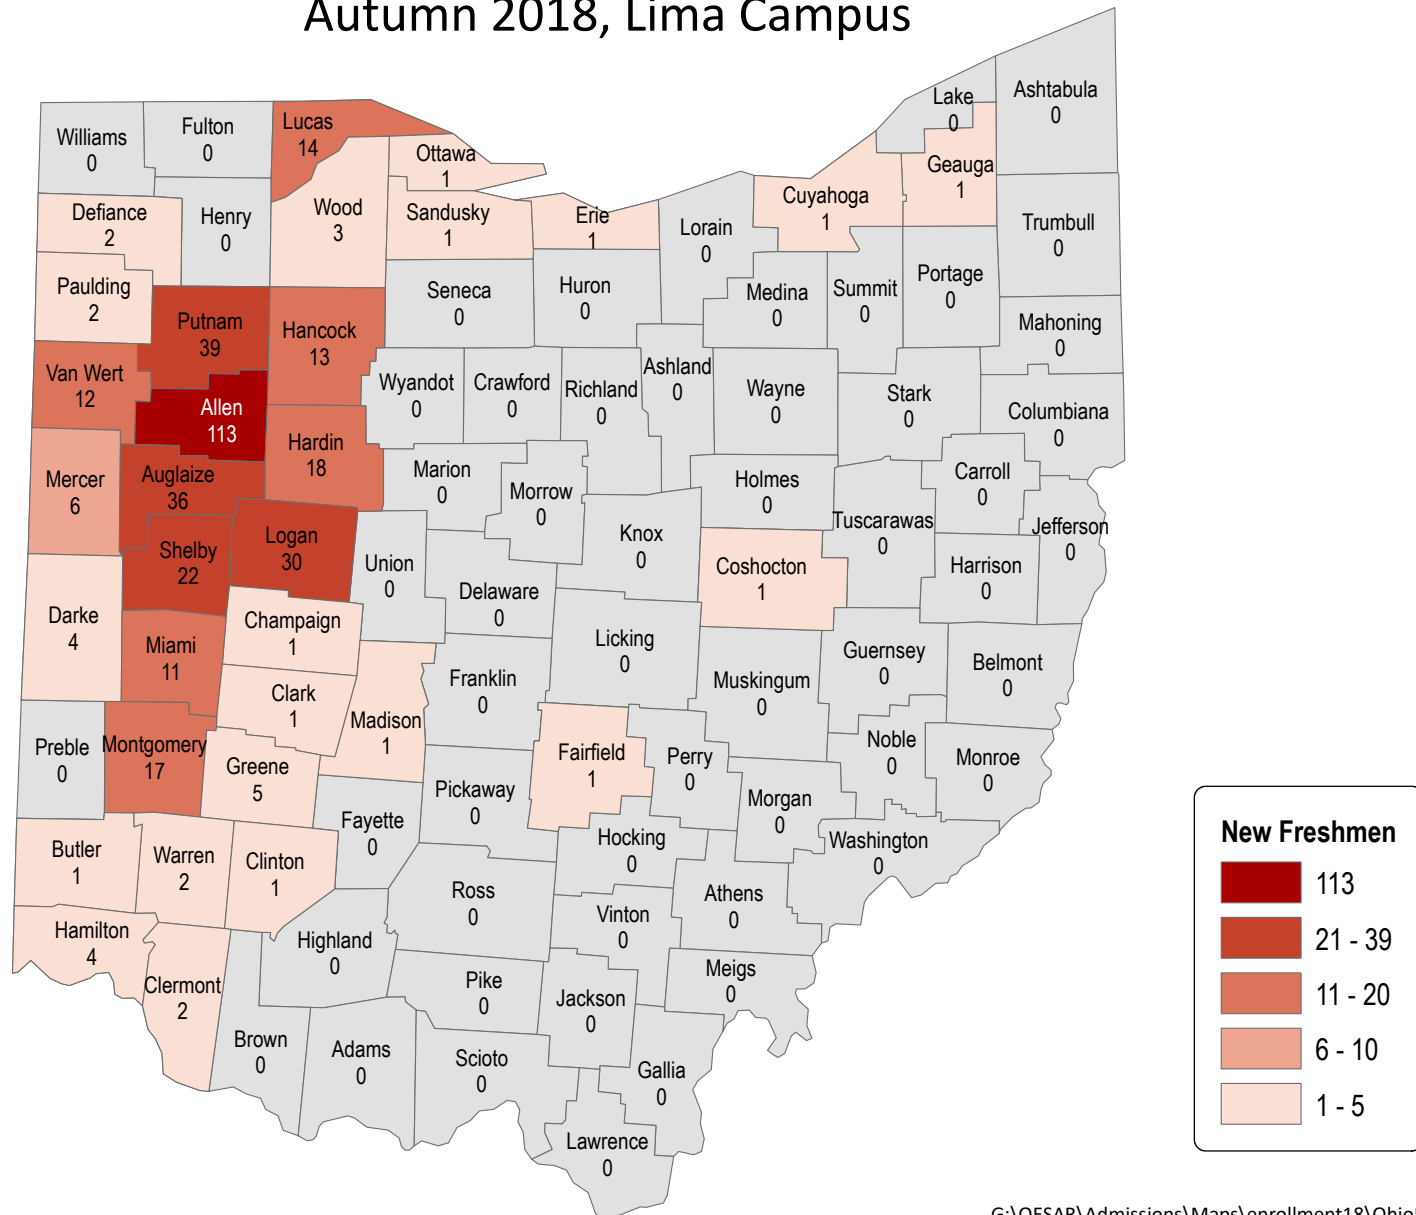 Autumn 2018, Lima Campus
Williams
0
Fulton
0
Lucas
14
Ottawa
1
Lake
0
Ashtabula
0
Geauga
1
Defiance
2
Henry
0
Wood
3
Sandusky
1
Erie
1
Lorain
0
Cuyahoga
1
Trumbull
0
Paulding
2
Putnam
39
Hancock
13
Seneca
0
Huron
0
Medina
0
Summit
0
Portage
0
Mahoning
0
Van Wert
12
Allen
113
Hardin
18
Wyandot
0
Crawford
0
Richland
0
Ashland
0
Wayne
0
Stark
0
Columbiana
0
Mercer
6
Auglaize
36
Marion
0
Morrow
0
Holmes
0
Carroll
0
Tuscarawas
0
Jefferson
0
Shelby
22
Logan
30
Union
0
Knox
0
Coshocton
1
Harrison
0
Darke
4
Champaign
1
Delaware
0
Licking
0
Guernsey
0
Belmont
0
Miami
11
Clark
1
Madison
1
Franklin
0
Muskingum
0
Preble
0
Montgomery
17
Greene
5
Fairfield
1
Perry
0
Noble
0
Monroe
0
Pickaway
0
Morgan
0
Fayette
0
Hocking
0
Washington
0
Butler
1
Warren
2
Clinton
1
Ross
0
Athens
0
Vinton
0
Hamilton
4
Highland
0
Clermont
2
Pike
0
Jackson
0
Meigs
0
Brown
0
Adams
0
Scioto
0
Gallia
0
Lawrence
0
New Freshmen
113
21 - 39
11 - 20
6 - 10
1 - 5